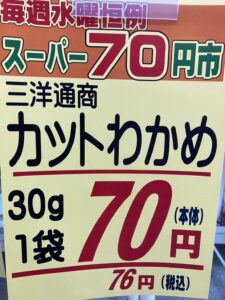 毎週水曜恒例
スーパー70円市
三洋通商
カットわかめ
30g
1袋
70円
(本体)
76円(税込)